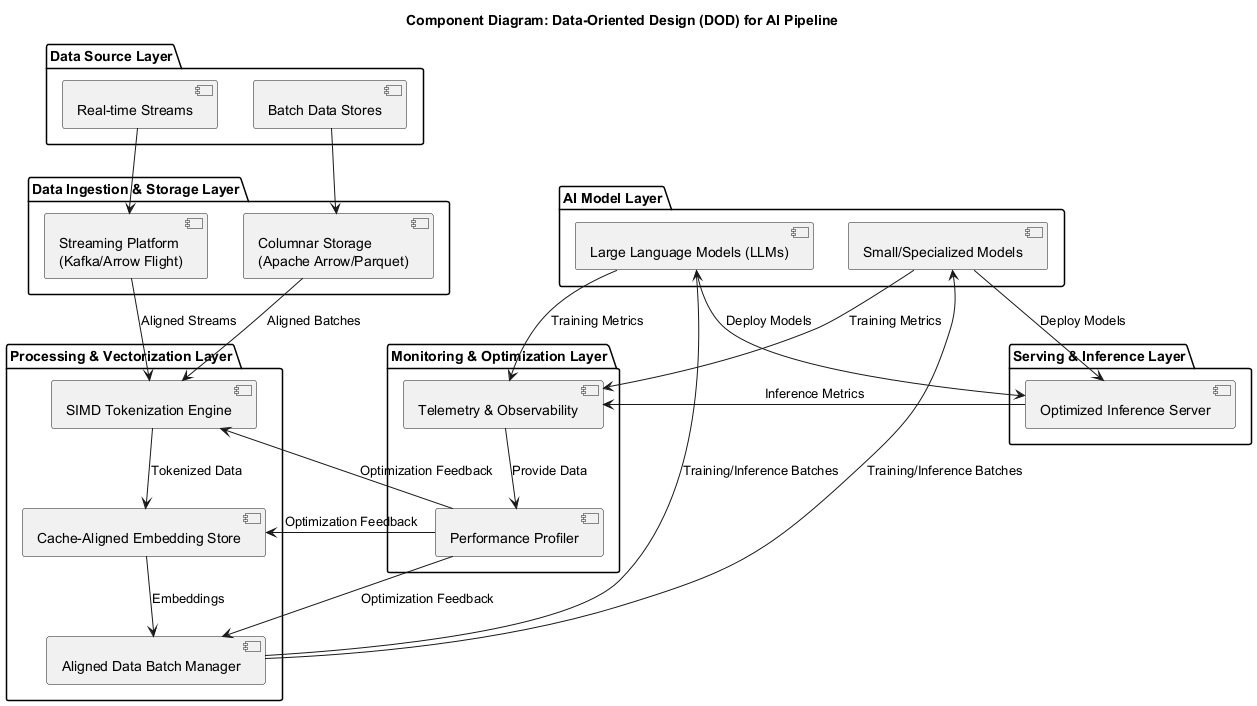 Component Diagram: Data-Oriented Design (DOD) for AI Pipeline
Data Source Layer
Real-time Streams
Batch Data Stores
Data Ingestion & Storage Layer
Streaming Platform
(Kafka/Arrow Flight)
Columnar Storage
(Apache Arrow/Parquet)
AI Model Layer
Large Language Models (LLMs)
Small/Specialized Models
Aligned Streams
Aligned Batches
Training Metrics
Deploy Models
Training Metrics
Deploy Models
Processing & Vectorization Layer
SIMD Tokenization Engine
Monitoring & Optimization Layer
Telemetry & Observability
Inference Metrics
Serving & Inference Layer
Optimized Inference Server
Tokenized Data
Optimization Feedback
Provide Data
Training/Inference Batches
Training/Inference Batches
Cache-Aligned Embedding Store
Optimization Feedback
Performance Profiler
Embeddings
Optimization Feedback
Aligned Data Batch Manager